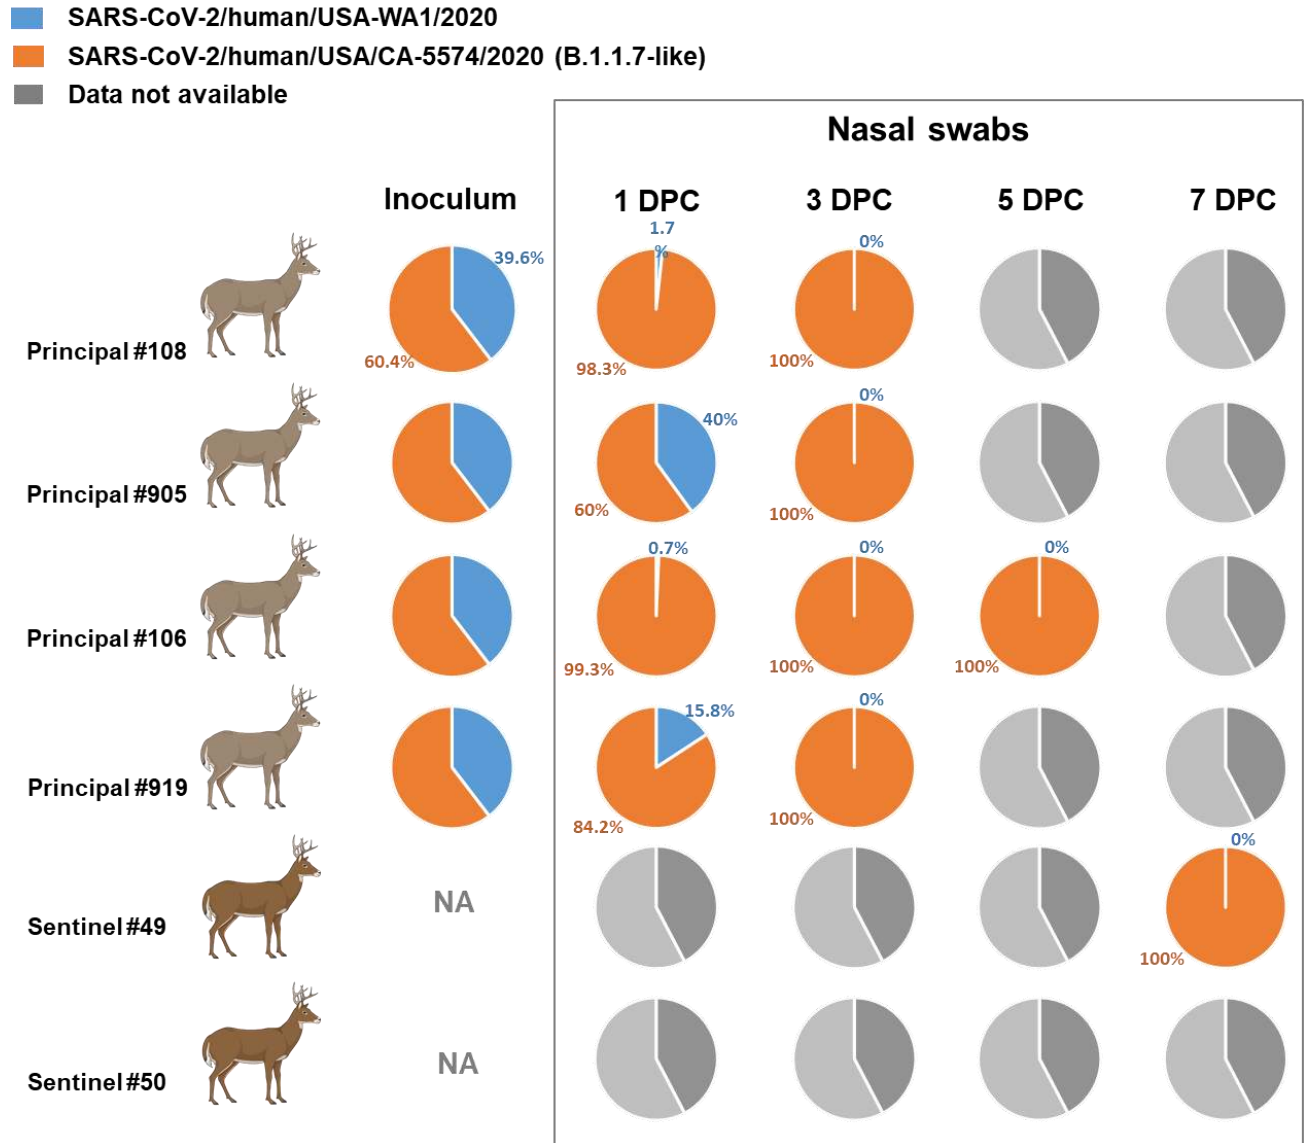 SARS-CoV-2/human/USA-WA1/2020
SARS-CoV-2/human/USA/CA-5574/2020 (B.1.1.7-like)
Data not available
Nasal swabs
Inoculum 1 DPC 3 DPC 5 DPC 7 DPC
Principal #108
39.6%
60.4%
1.7
%
98.3%
0%
100%
Principal #905
40%
60%
0%
100%
Principal #106
0.7%
99.3%
0%
100%
0%
100%
Principal #919
15.8%
84.2%
0%
100%
Sentinel #49
NA
0%
100%
Sentinel #50
NA